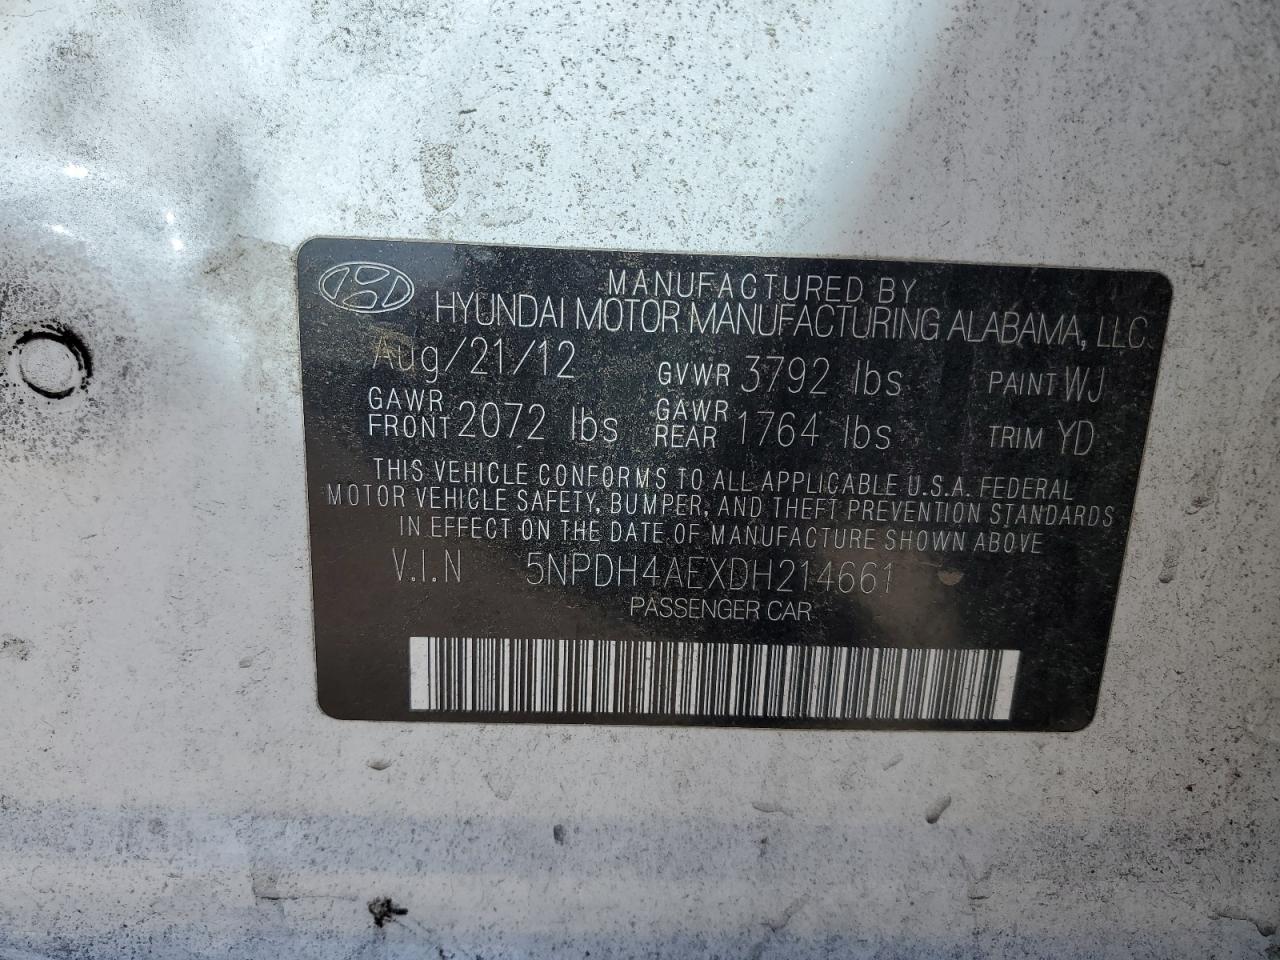 MANUFACTURED BY
HYUNDAI MOTOR MANUFACTURING ALABAMA, LLC
Aug/21/12 GVWR 3792 lbs PAINT WJ
GAWR FRONT 2072 lbs GAWR REAR 1764 lbs TRIM YD
THIS VEHICLE CONFORMS TO ALL APPLICABLE U.S.A. FEDERAL
MOTOR VEHICLE SAFETY, BUMPER, AND THEFT PREVENTION STANDARDS
IN EFFECT ON THE DATE OF MANUFACTURE SHOWN ABOVE
V.I.N 5NPDH4AEXDH214661
PASSENGER CAR